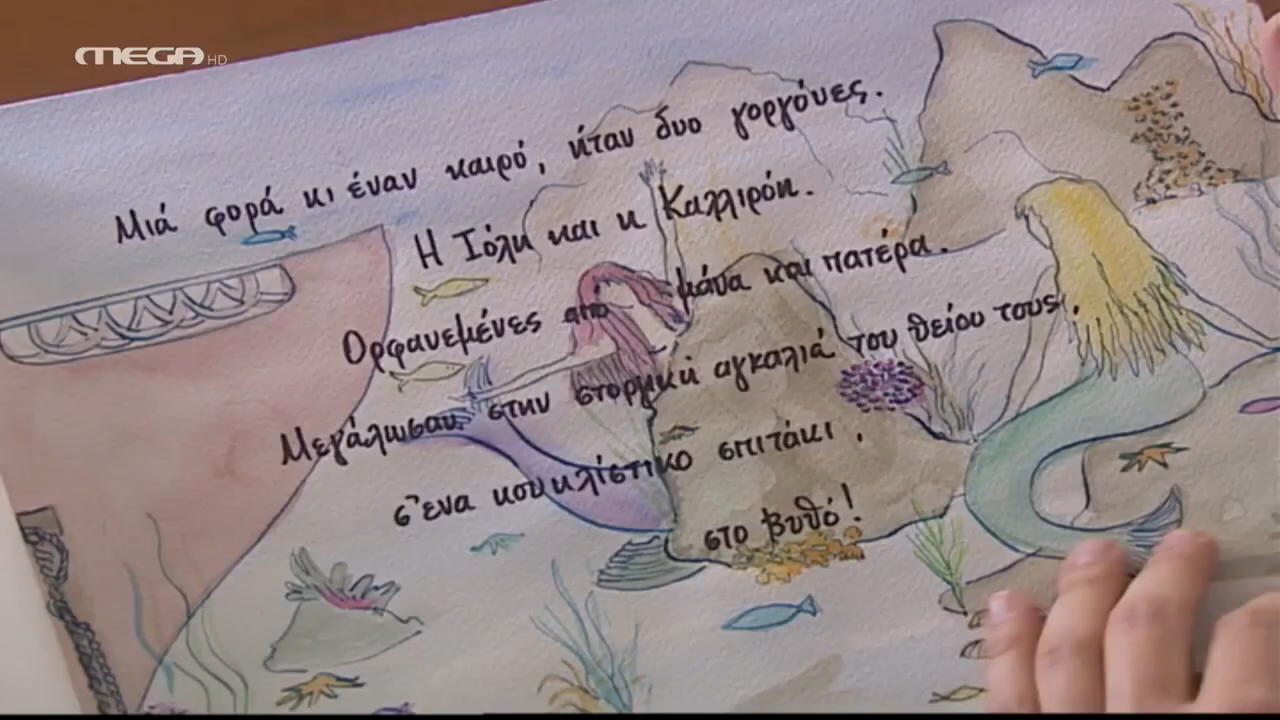 MEGA HD
Μιά φορά κι έναν καιρό, ήταν δυο γοργόνες.
Η Ιόλη και η Καλλιρόη.
Ορφανεμένες από μάνα και πατέρα.
Μεγάλωσαν στην στοργική αγκαλιά του θείου τους,
σ'ενα κουκλίστικο σπιτάκι,
στο βυθό!